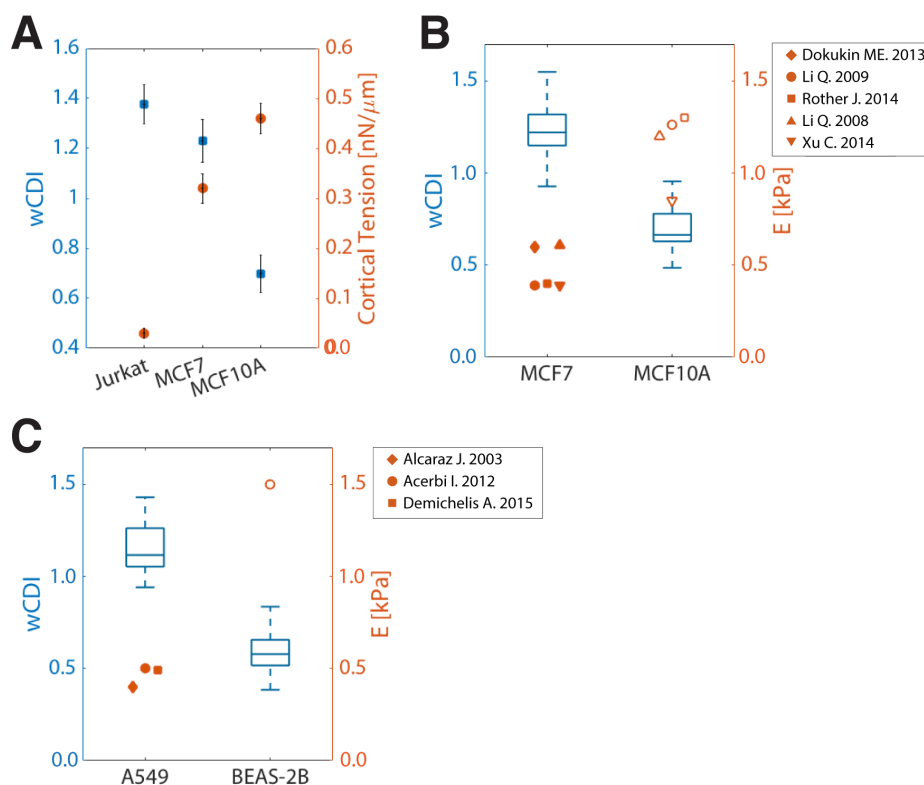 A
1.6
1.4
1.2
1
0.8
0.6
0.4
wCDI
0.6
0.5
0.4
0.3
0.2
0.1
0.0
0
Cortical Tension [nN/μm]
Jurkat
MCF7
MCF10A
B
1.5
1.0
0.5
0.0
wCDI
1.5
1.0
0.5
0.0
E [kPa]
MCF7
MCF10A
Dokukin ME. 2013
Li Q. 2009
Rother J. 2014
Li Q. 2008
Xu C. 2014
C
1.5
1.0
0.5
0.0
wCDI
1.5
1.0
0.5
0.0
E [kPa]
A549
BEAS-2B
Alcaraz J. 2003
Acerbi I. 2012
Demichelis A. 2015